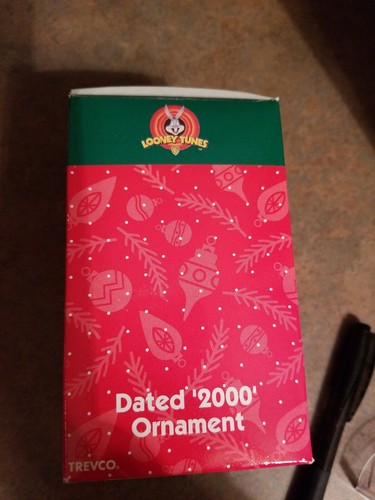 LOONEY TUNES
Dated '2000'
Ornament
TREVCO.